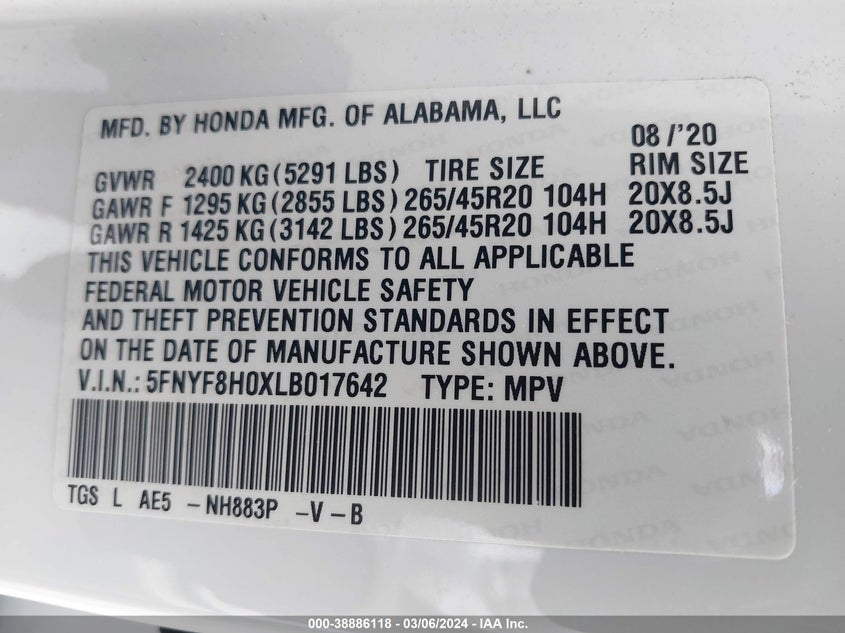 MFD. BY HONDA MFG. OF ALABAMA, LLC 08/'20
GVWR 2400 KG (5291 LBS) TIRE SIZE RIM SIZE
GAWR F 1295 KG (2855 LBS) 265/45R20 104H 20X8.5J
GAWR R 1425 KG (3142 LBS) 265/45R20 104H 20X8.5J
THIS VEHICLE CONFORMS TO ALL APPLICABLE
FEDERAL MOTOR VEHICLE SAFETY
AND THEFT PREVENTION STANDARDS IN EFFECT
ON THE DATE OF MANUFACTURE SHOWN ABOVE.
V.I.N.: 5FNYF8H0XLB017642 TYPE: MPV
TGS L AE5 -NH883P -V-B
000-38886118 - 03/06/2024 - IAA Inc.